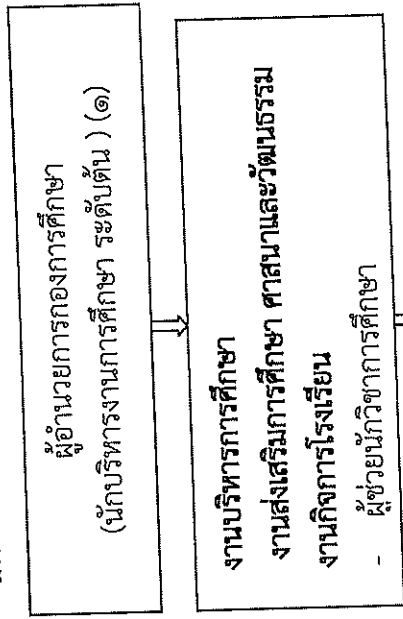 ผู้อำนวยการกองการศึกษา
(นักบริหารงานการศึกษา ระดับต้น ) (๑)
งานบริหารการศึกษา
งานส่งเสริมการศึกษา ศาสนาและวัฒนธรรม
งานกิจการโรงเรียน
- ผู้ช่วยนักวิชาการศึกษา